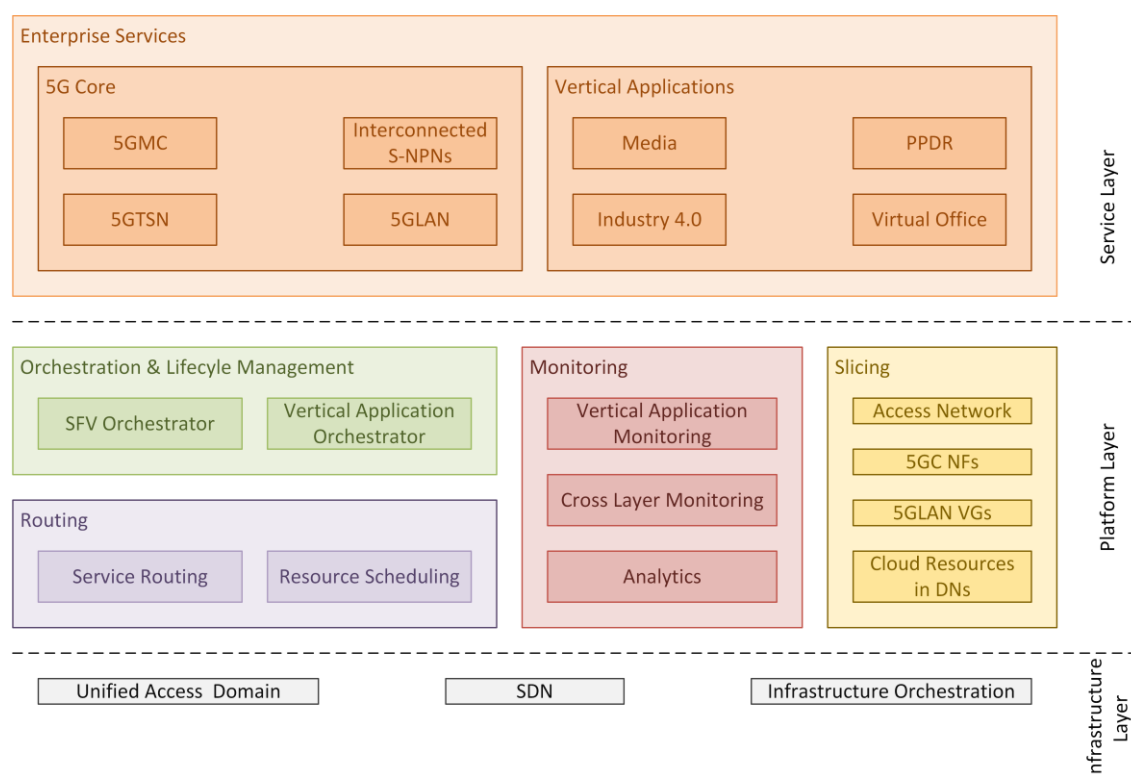 Enterprise Services
5G Core
5GMC
Interconnected
S-NPNs
5GTSN
5GLAN
Vertical Applications
Media
PPDR
Industry 4.0
Virtual Office
Service Layer
Orchestration & Lifecyle Management
SFV Orchestrator
Vertical Application
Orchestrator
Routing
Service Routing
Resource Scheduling
Monitoring
Vertical Application
Monitoring
Cross Layer Monitoring
Analytics
Slicing
Access Network
5GC NFs
5GLAN VGs
Cloud Resources
in DNs
Platform Layer
Unified Access Domain
SDN
Infrastructure Orchestration
nfrastructure
Layer